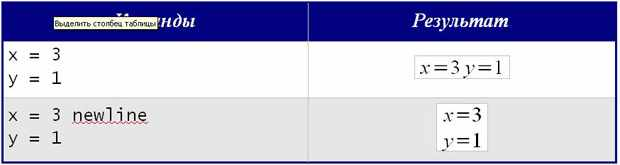 Выделить столбец таблицы
Результат
x = 3
y = 1
x=3 y=1
x = 3 newline
y = 1
x=3
y=1